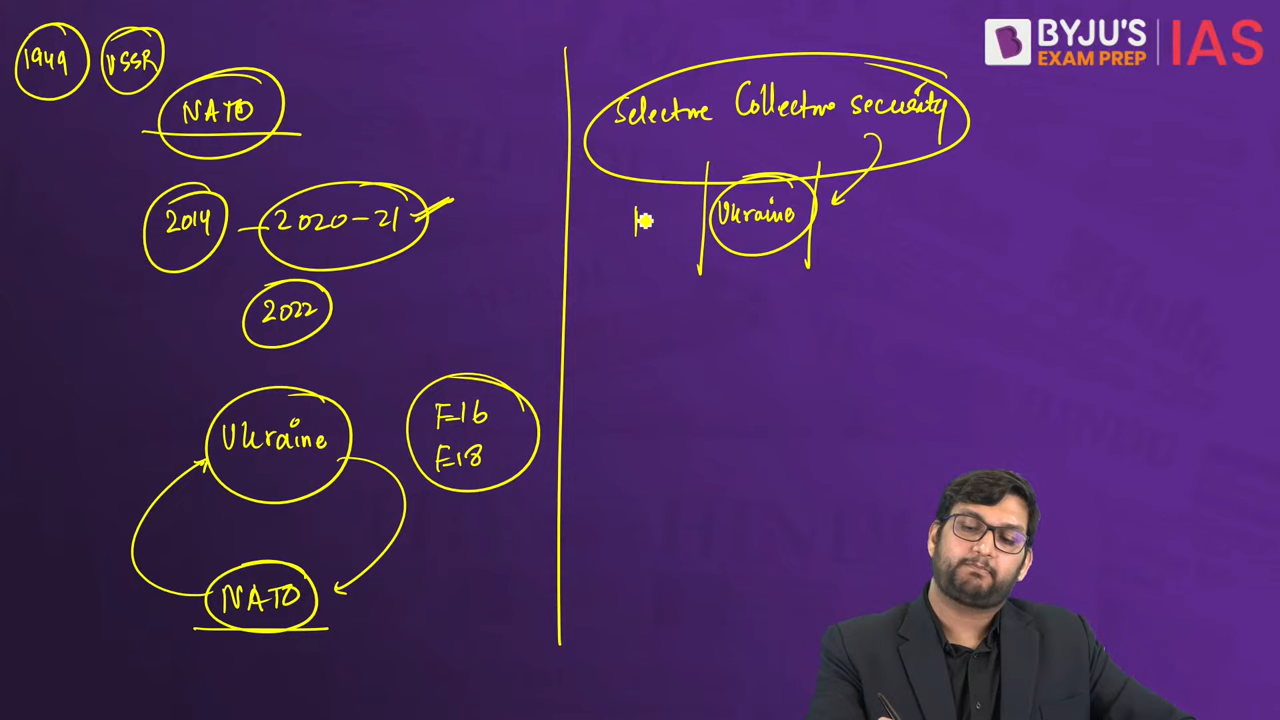 1949 USSR
NATO
2014 - 2020-21
2022
Ukraine
F-16
F-18
NATO
Selective Collective security
Ukraine
BYJU'S
EXAM PREP
IAS